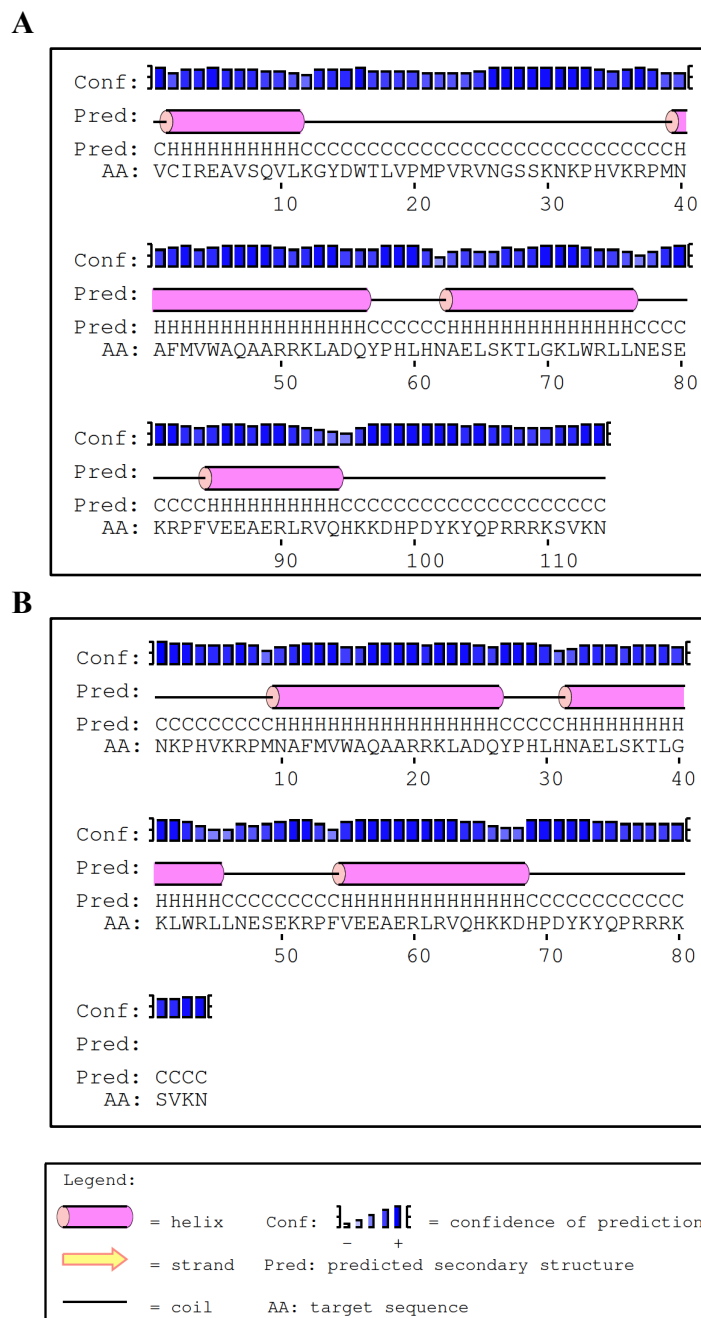 A
Conf:
Pred:
Pred: CHHHHHHHHHHCCCCCCCCCCCCCCCCCCCCCCCCCCCCH
AA: VCIREAVSQVLKGYDWTLVPMPVRVNGSSKNKPHVKRPMN
10 20 30 40
Conf:
Pred:
Pred: HHHHHHHHHHHHHHHHCCCCCCHHHHHHHHHHHHHHCCCC
AA: AFMVWAQAARRKLADQYPHLHNAELSKTLGKLWRLLNESE
50 60 70 80
Conf:
Pred:
Pred: CCCCHHHHHHHHHHCCCCCCCCCCCCCCCCCCCC
AA: KRPFVEEAERLRVQHKKDHPDYKYQPRRRKSVKN
90 100 110
B
Conf:
Pred:
Pred: CCCCCCCCCHHHHHHHHHHHHHHHHHCCCCCHHHHHHHHH
AA: NKPHVKRPMNAFMVWAQAARRKLADQYPHLHNAELSKTLG
10 20 30 40
Conf:
Pred:
Pred: HHHHHCCCCCCCCCHHHHHHHHHHHHHHCCCCCCCCCCCC
AA: KLWRLLNESEKRPFVEEAERLRVQHKKDHPDYKYQPRRRK
50 60 70 80
Conf:
Pred:
Pred: CCCC
AA: SVKN
Legend:
= helix Conf: = confidence of prediction
- +
= strand Pred: predicted secondary structure
= coil AA: target sequence